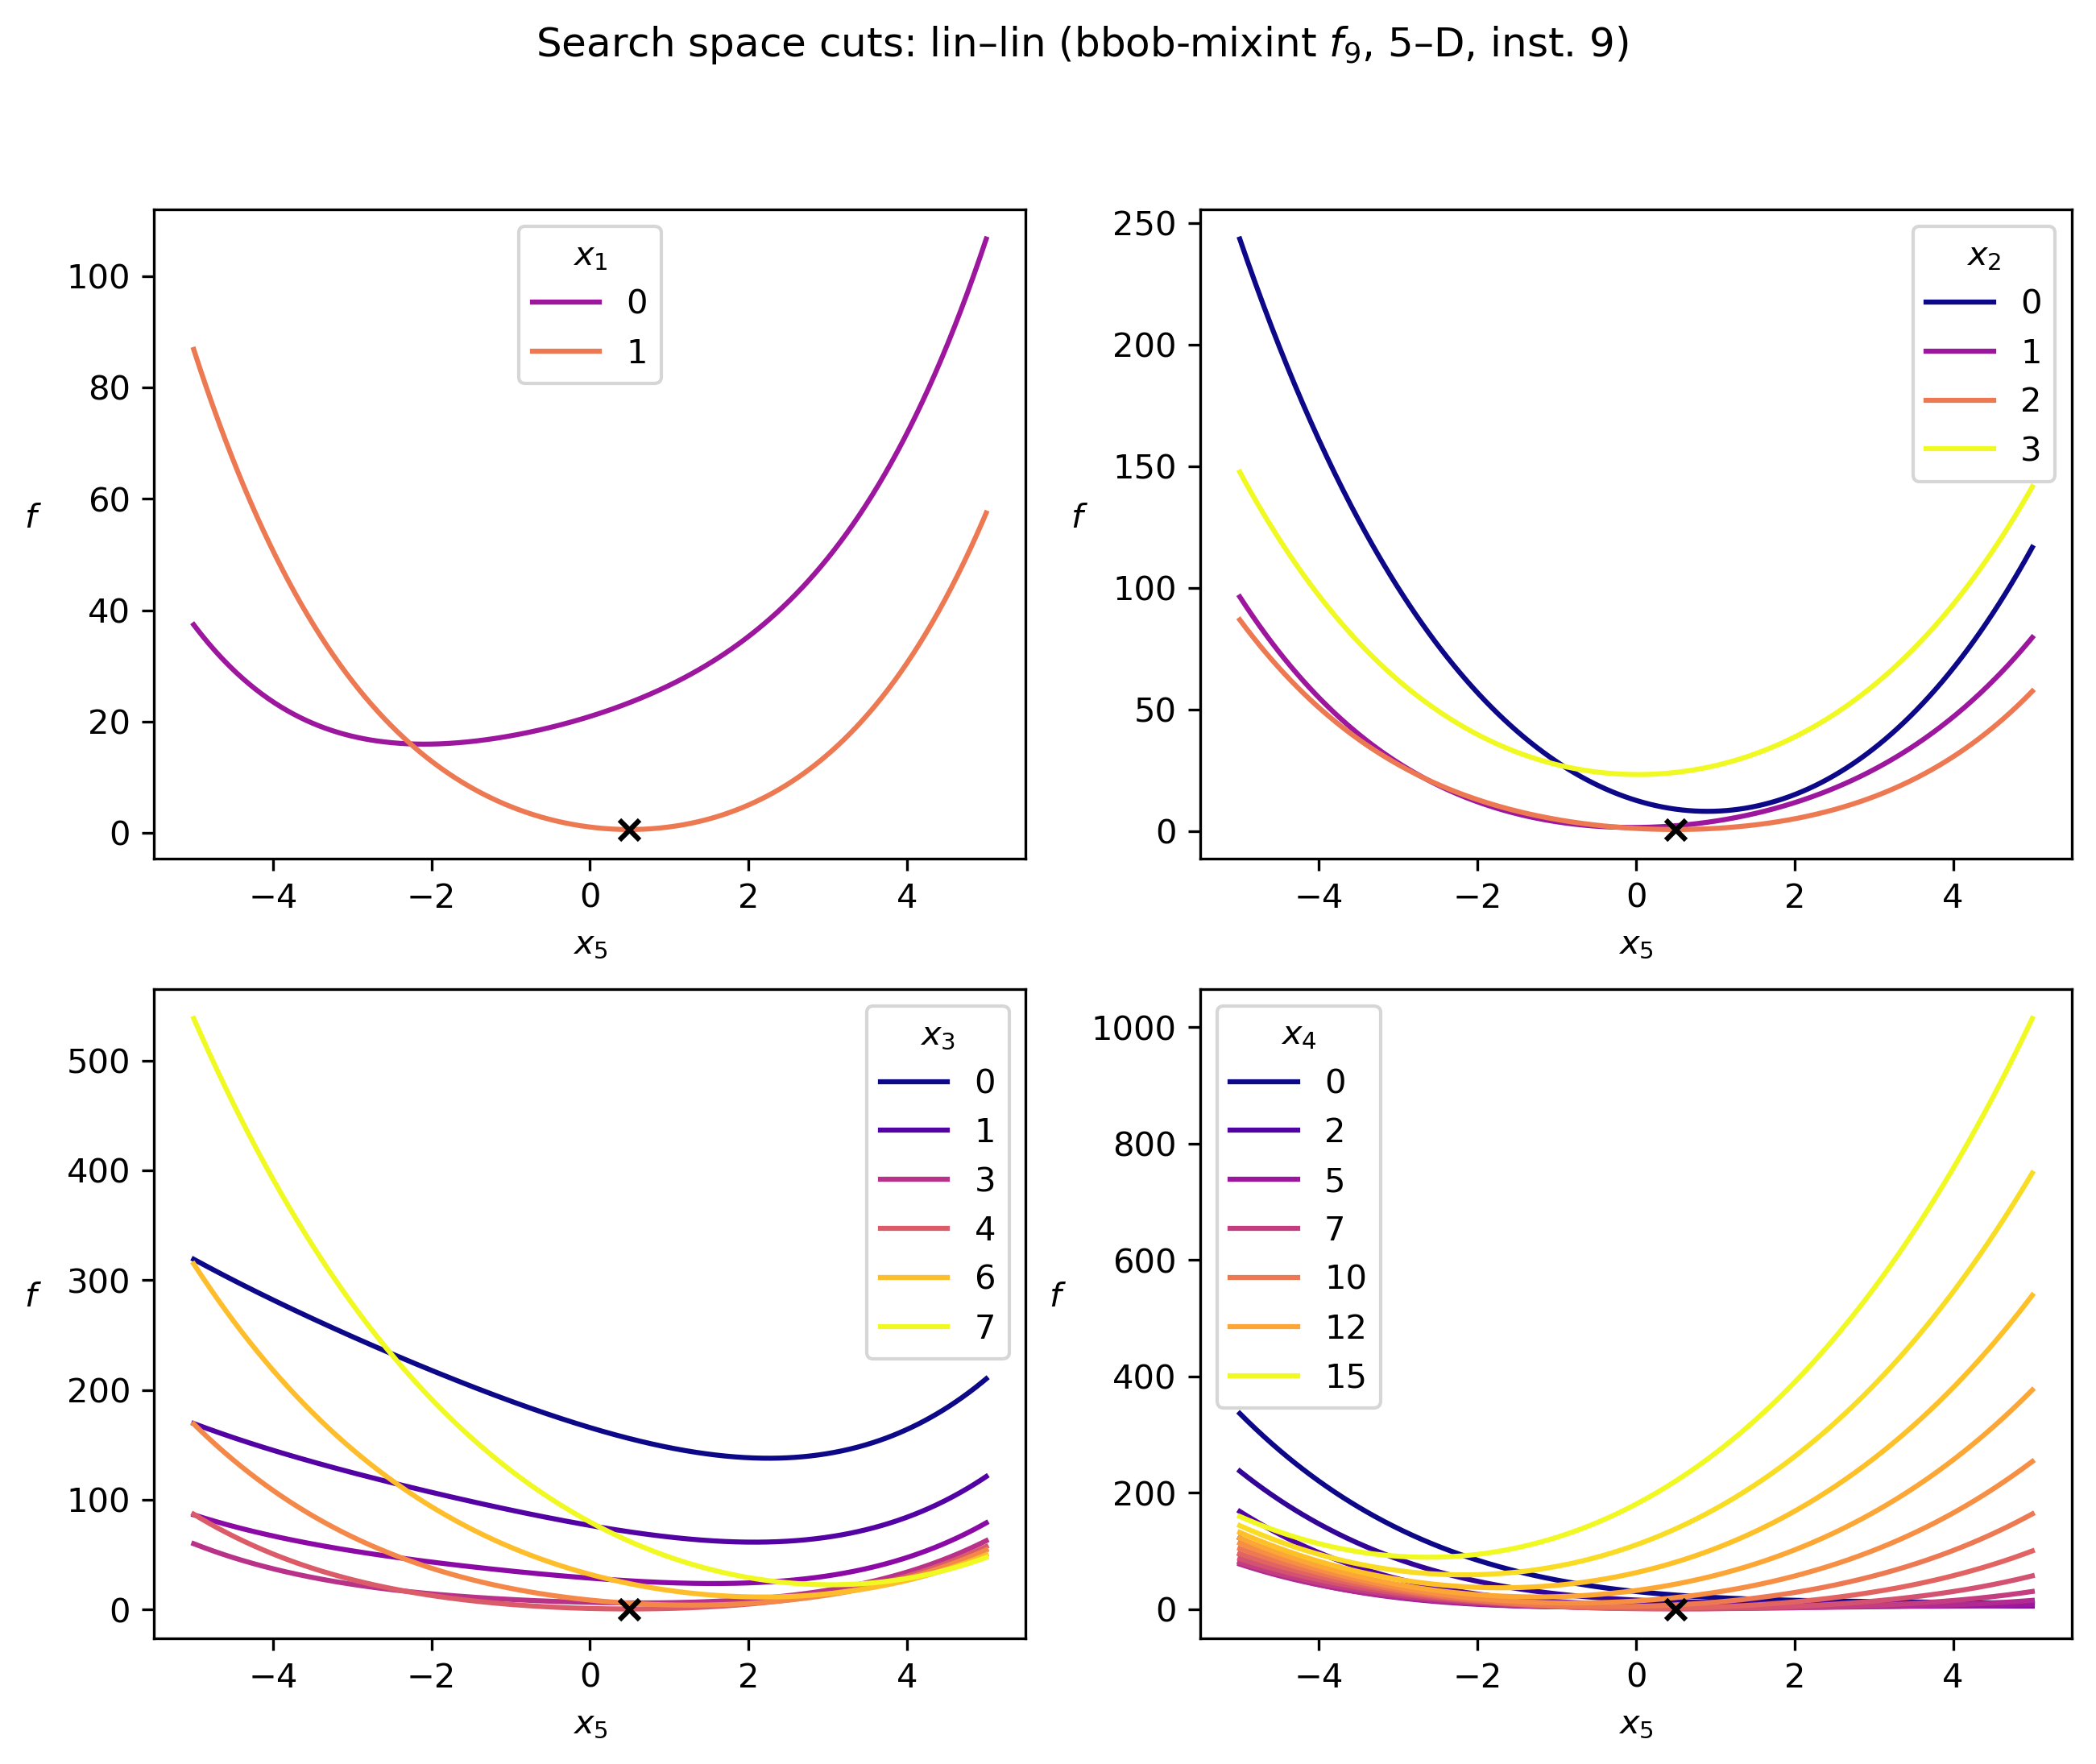 Search space cuts: lin–lin (bbob-mixint f₉, 5–D, inst. 9)
100
80
60
40
20
0
f
x₁
0
1
−4 −2 0 2 4
x₅
250
200
150
100
50
0
f
x₂
0
1
2
3
−4 −2 0 2 4
x₅
500
400
300
200
100
0
f
x₃
0
1
3
4
6
7
−4 −2 0 2 4
x₅
1000
800
600
400
200
0
f
x₄
0
2
5
7
10
12
15
−4 −2 0 2 4
x₅